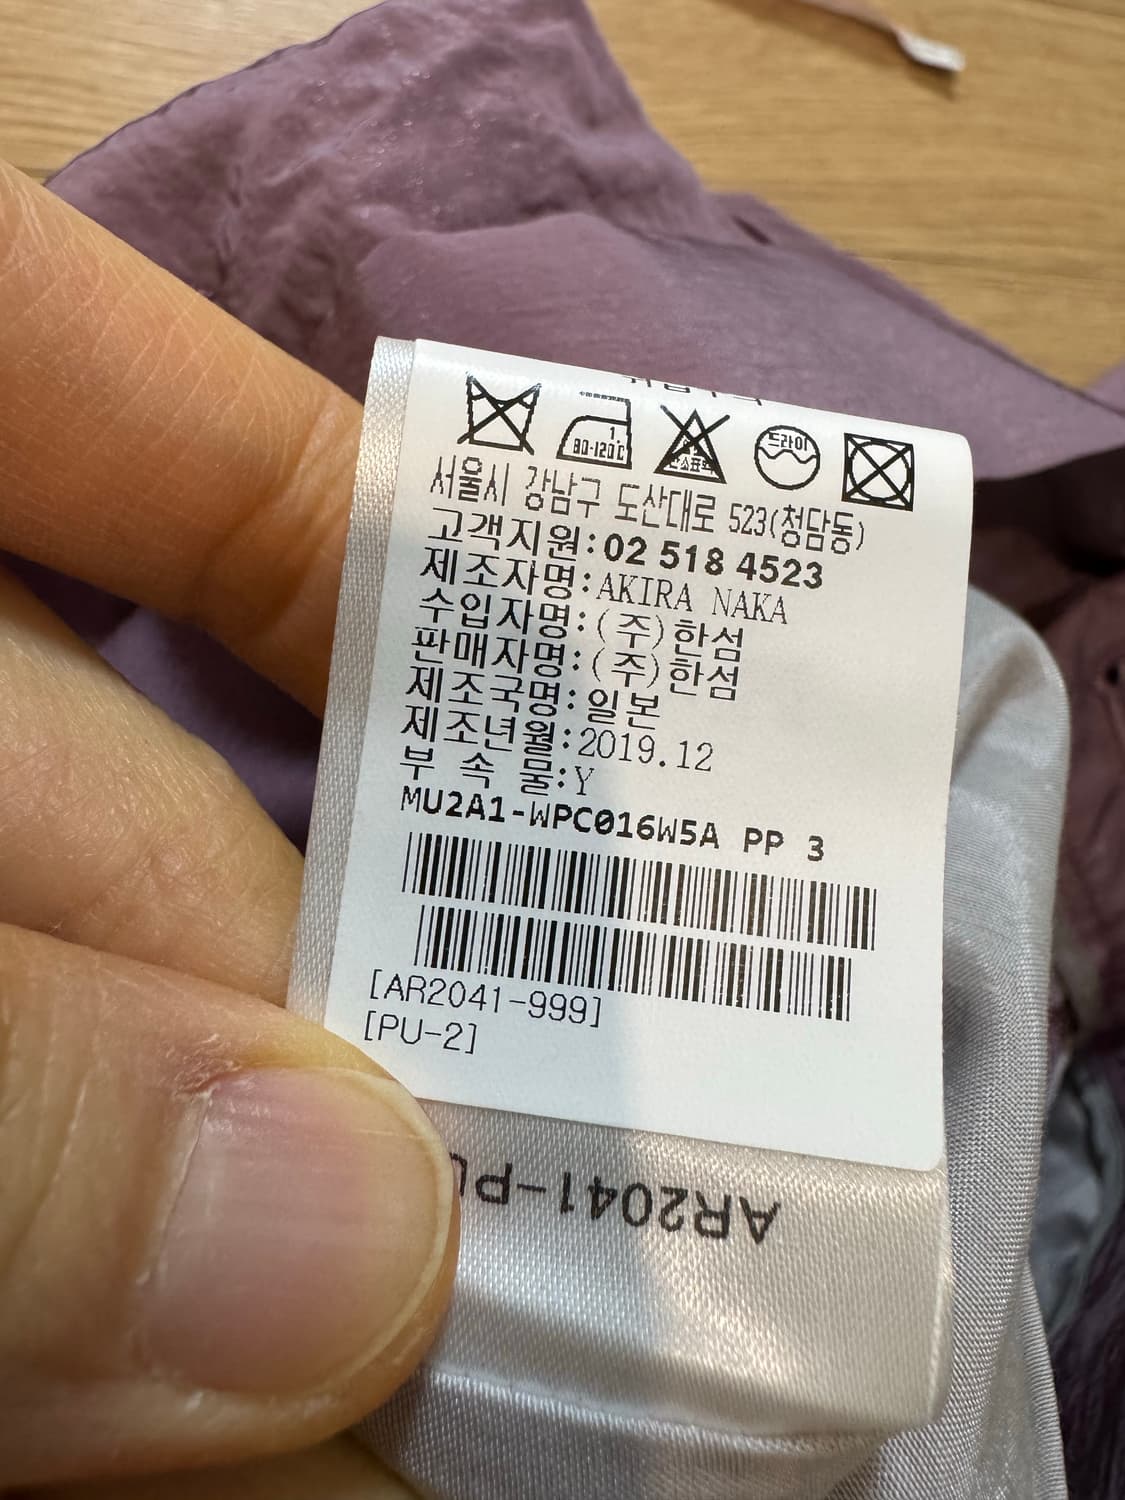 1
80-120℃
드라이
서울시 강남구 도산대로 523(청담동)
고객지원:02 518 4523
제조자명:AKIRA NAKA
수입자명:(주)한섬
판매자명:(주)한섬
제조국명:일본
제조년월:2019.12
부 속 물:Y
MU2A1-WPC016W5A PP 3
[AR2041-999]
[PU-2]
AR2041-PU